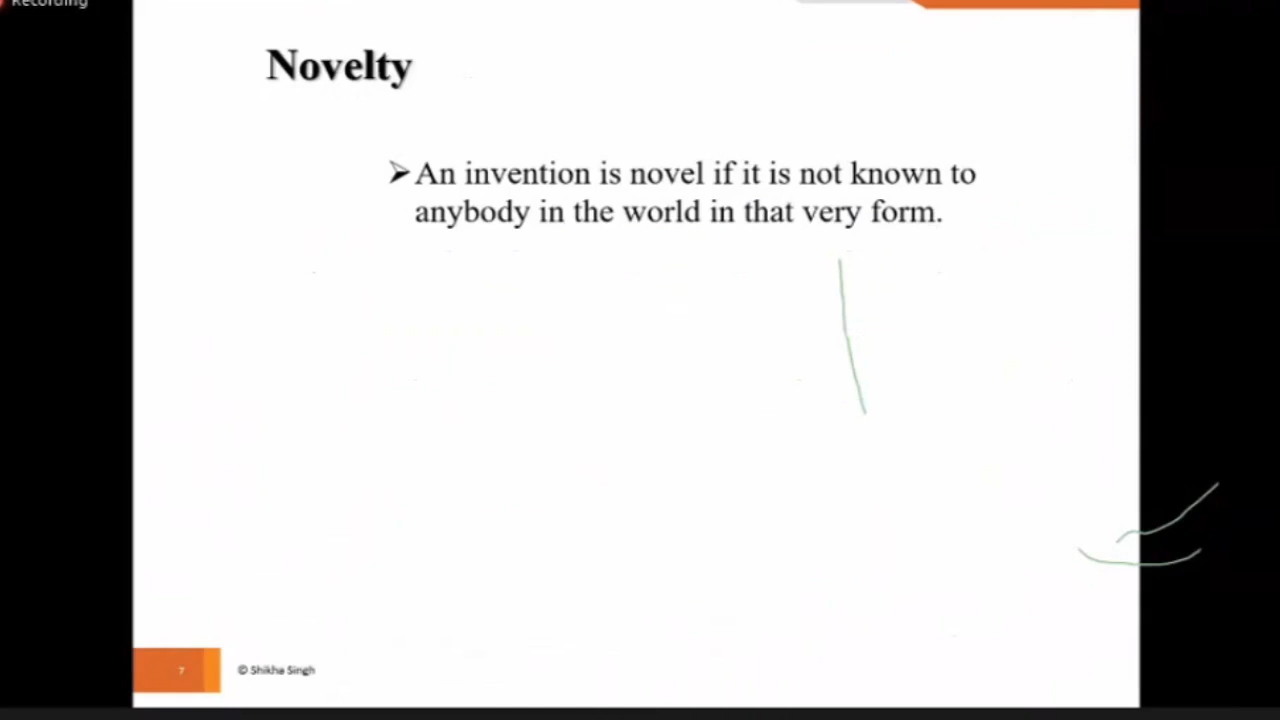 Recording
Novelty
➢An invention is novel if it is not known to
anybody in the world in that very form.
7
© Shikha Singh